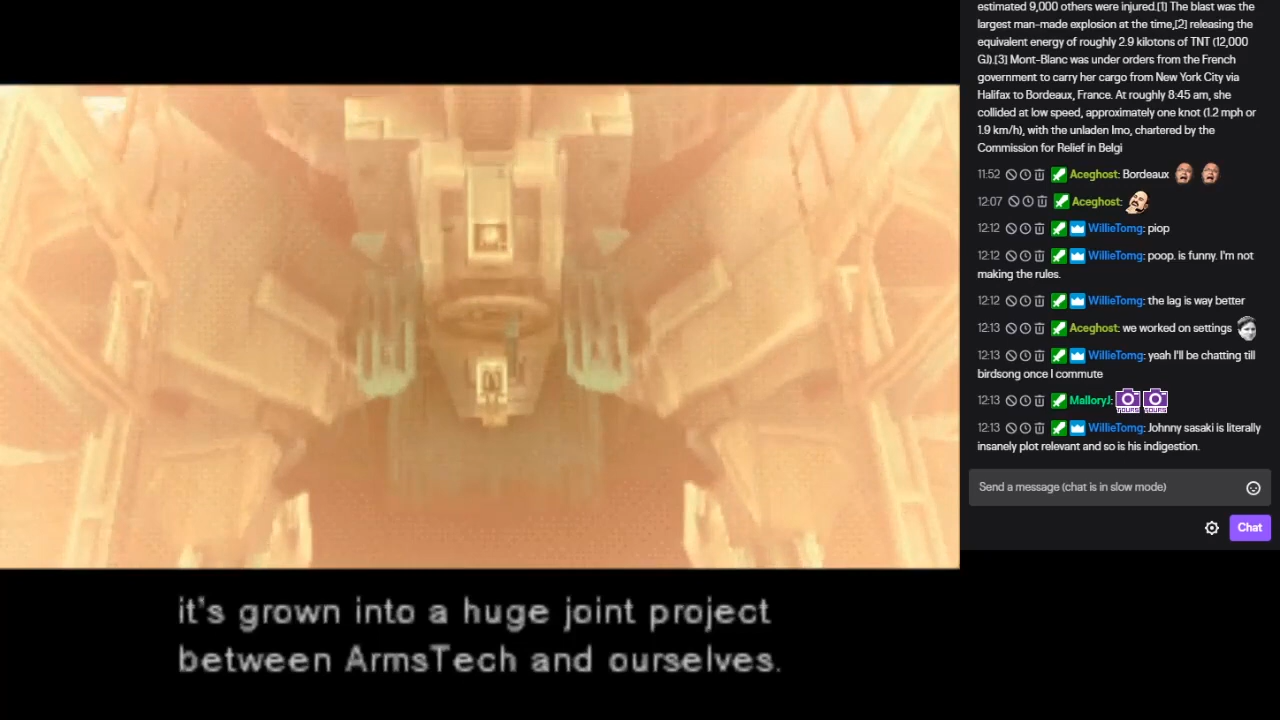 estimated 9,000 others were injured.[1] The blast was the
largest man-made explosion at the time,[2] releasing the
equivalent energy of roughly 2.9 kilotons of TNT (12,000
GJ).[3] Mont-Blanc was under orders from the French
government to carry her cargo from New York City via
Halifax to Bordeaux, France. At roughly 8:45 am, she
collided at low speed, approximately one knot (1.2 mph or
1.9 km/h), with the unladen Imo, chartered by the
Commission for Relief in Belgi
11:52 Aceghost: Bordeaux
12:07 Aceghost:
12:12 WillieTomg: piop
12:12 WillieTomg: poop. is funny. I'm not
making the rules.
12:12 WillieTomg: the lag is way better
12:13 Aceghost: we worked on settings
12:13 WillieTomg: yeah I'll be chatting till
birdsong once I commute
12:13 MalloryJ:
12:13 WillieTomg: Johnny sasaki is literally
insanely plot relevant and so is his indigestion.
Send a message (chat is in slow mode)
Chat
it's grown into a huge joint project
between ArmsTech and ourselves.